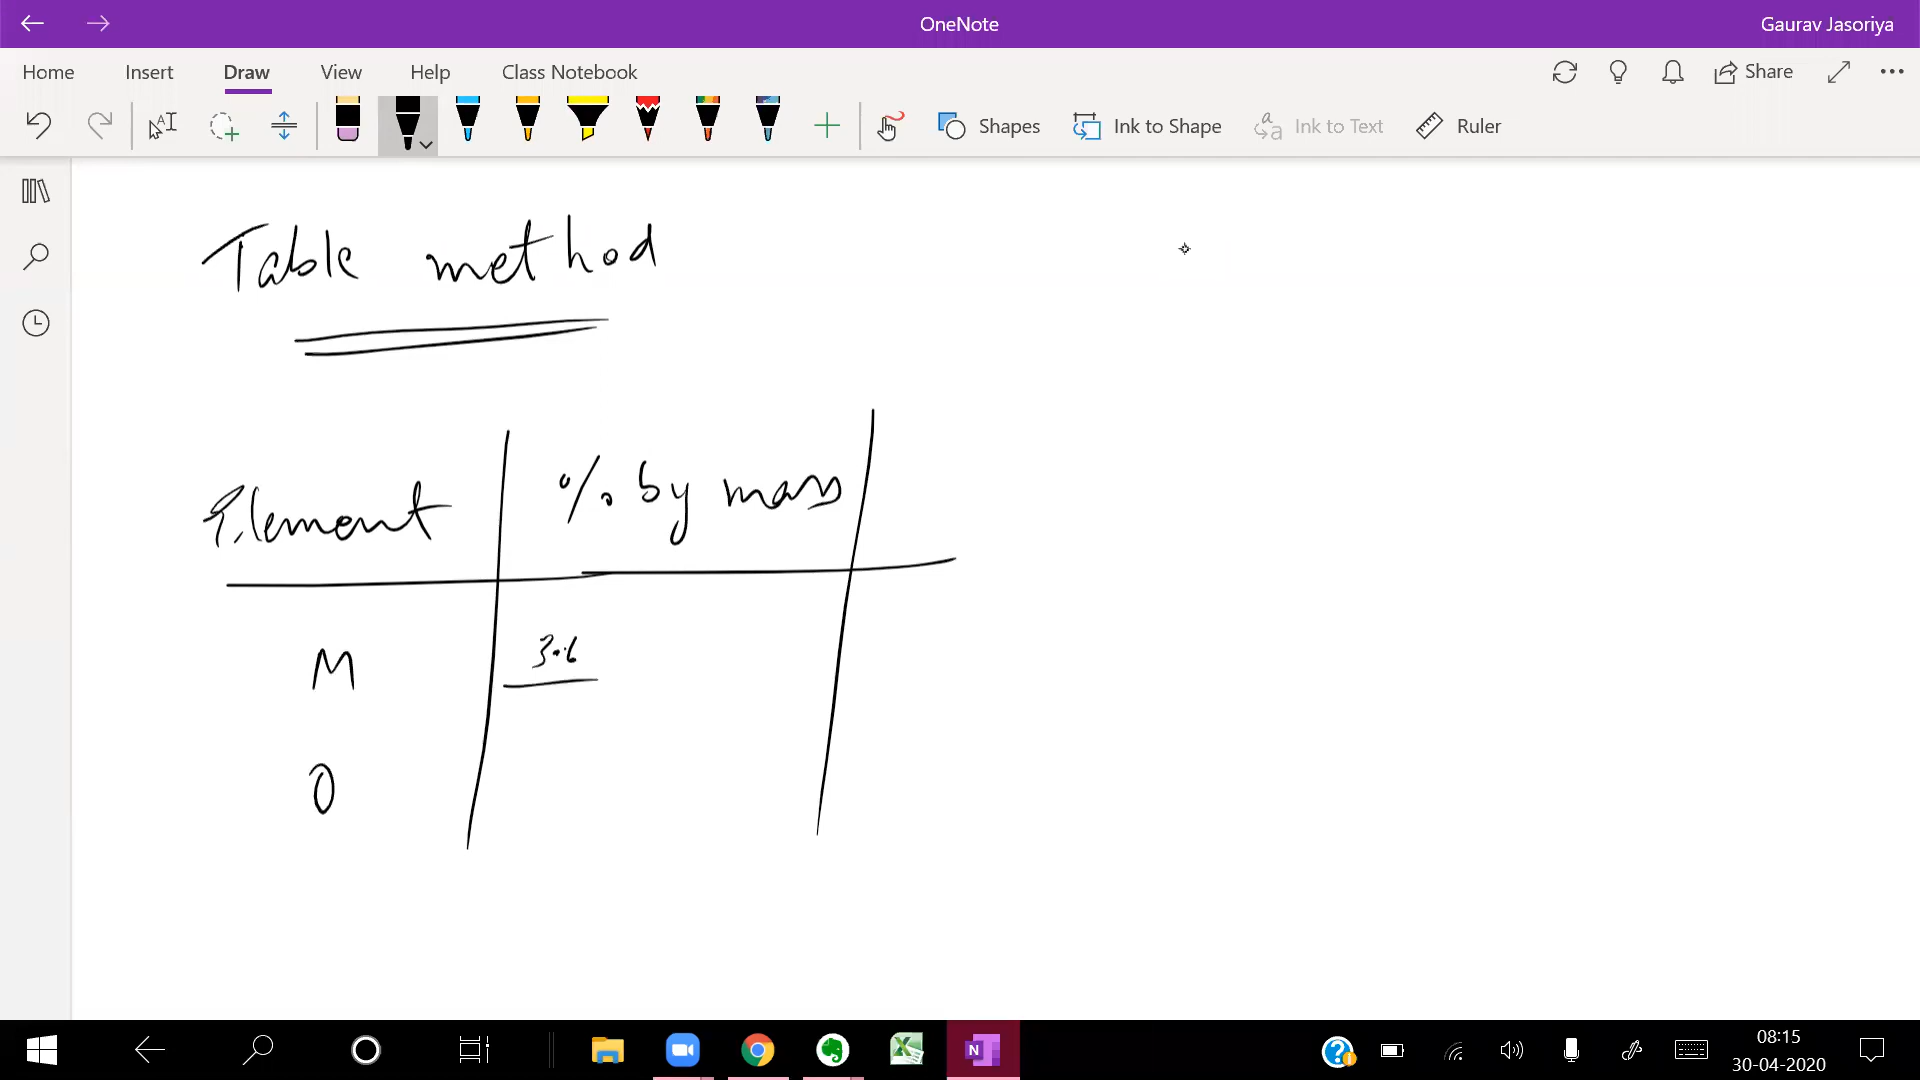 OneNote
Gaurav Jasoriya
Home Insert Draw View Help Class Notebook Share
Shapes Ink to Shape Ink to Text Ruler
Table method
Element % by mass
M 3.6
O
08:15
30-04-2020